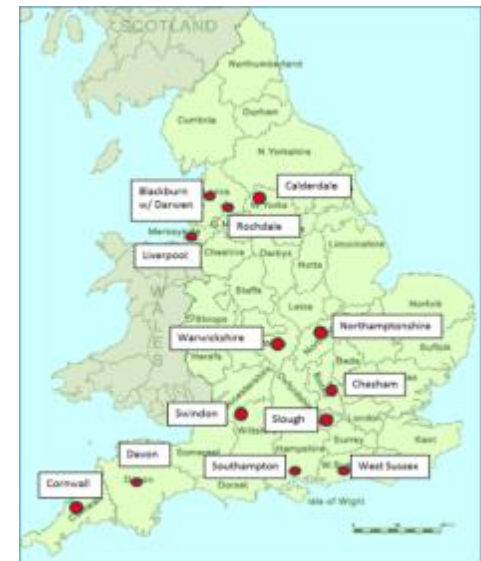 SCOTLAND
Northumberland
Durham
Cumbria
N.Yorkshire
Calderdale
Blackburn
w/ Darwen
Rochdale
Liverpool
Cheshire
Derbys
Notts
Lincolnshire
Staffs
Leics
Norfolk
WALES
Northamptonshire
Warwickshire
Suffolk
Beds
Herefs
Chesham
Swindon
Slough
London
Wilts
Surrey
Kent
Hampshire
Devon
Somerset
Southampton
West Sussex
Cornwall
Dorset
Isle of Wight